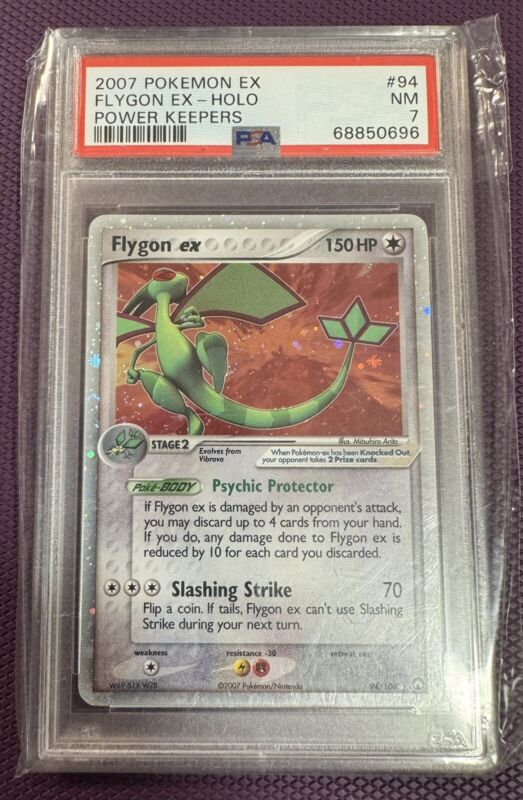 2007 POKEMON EX #94
FLYGON EX - HOLO NM
POWER KEEPERS 7
PSA 68850696
Flygon ex 150 HP
Illus. Mitsuhiro Arita
STAGE2
Evolves from
Vibrava
When Pokémon-ex has been Knocked Out,
your opponent takes 2 Prize cards.
Poké-BODY Psychic Protector
If Flygon ex is damaged by an opponent's attack,
you may discard up to 4 cards from your hand.
If you do, any damage done to Flygon ex is
reduced by 10 for each card you discarded.
Slashing Strike 70
Flip a coin. If tails, Flygon ex can't use Slashing
Strike during your next turn.
weakness resistance -30 retreat cost
©2007 Pokémon/Nintendo 94/108
PSA